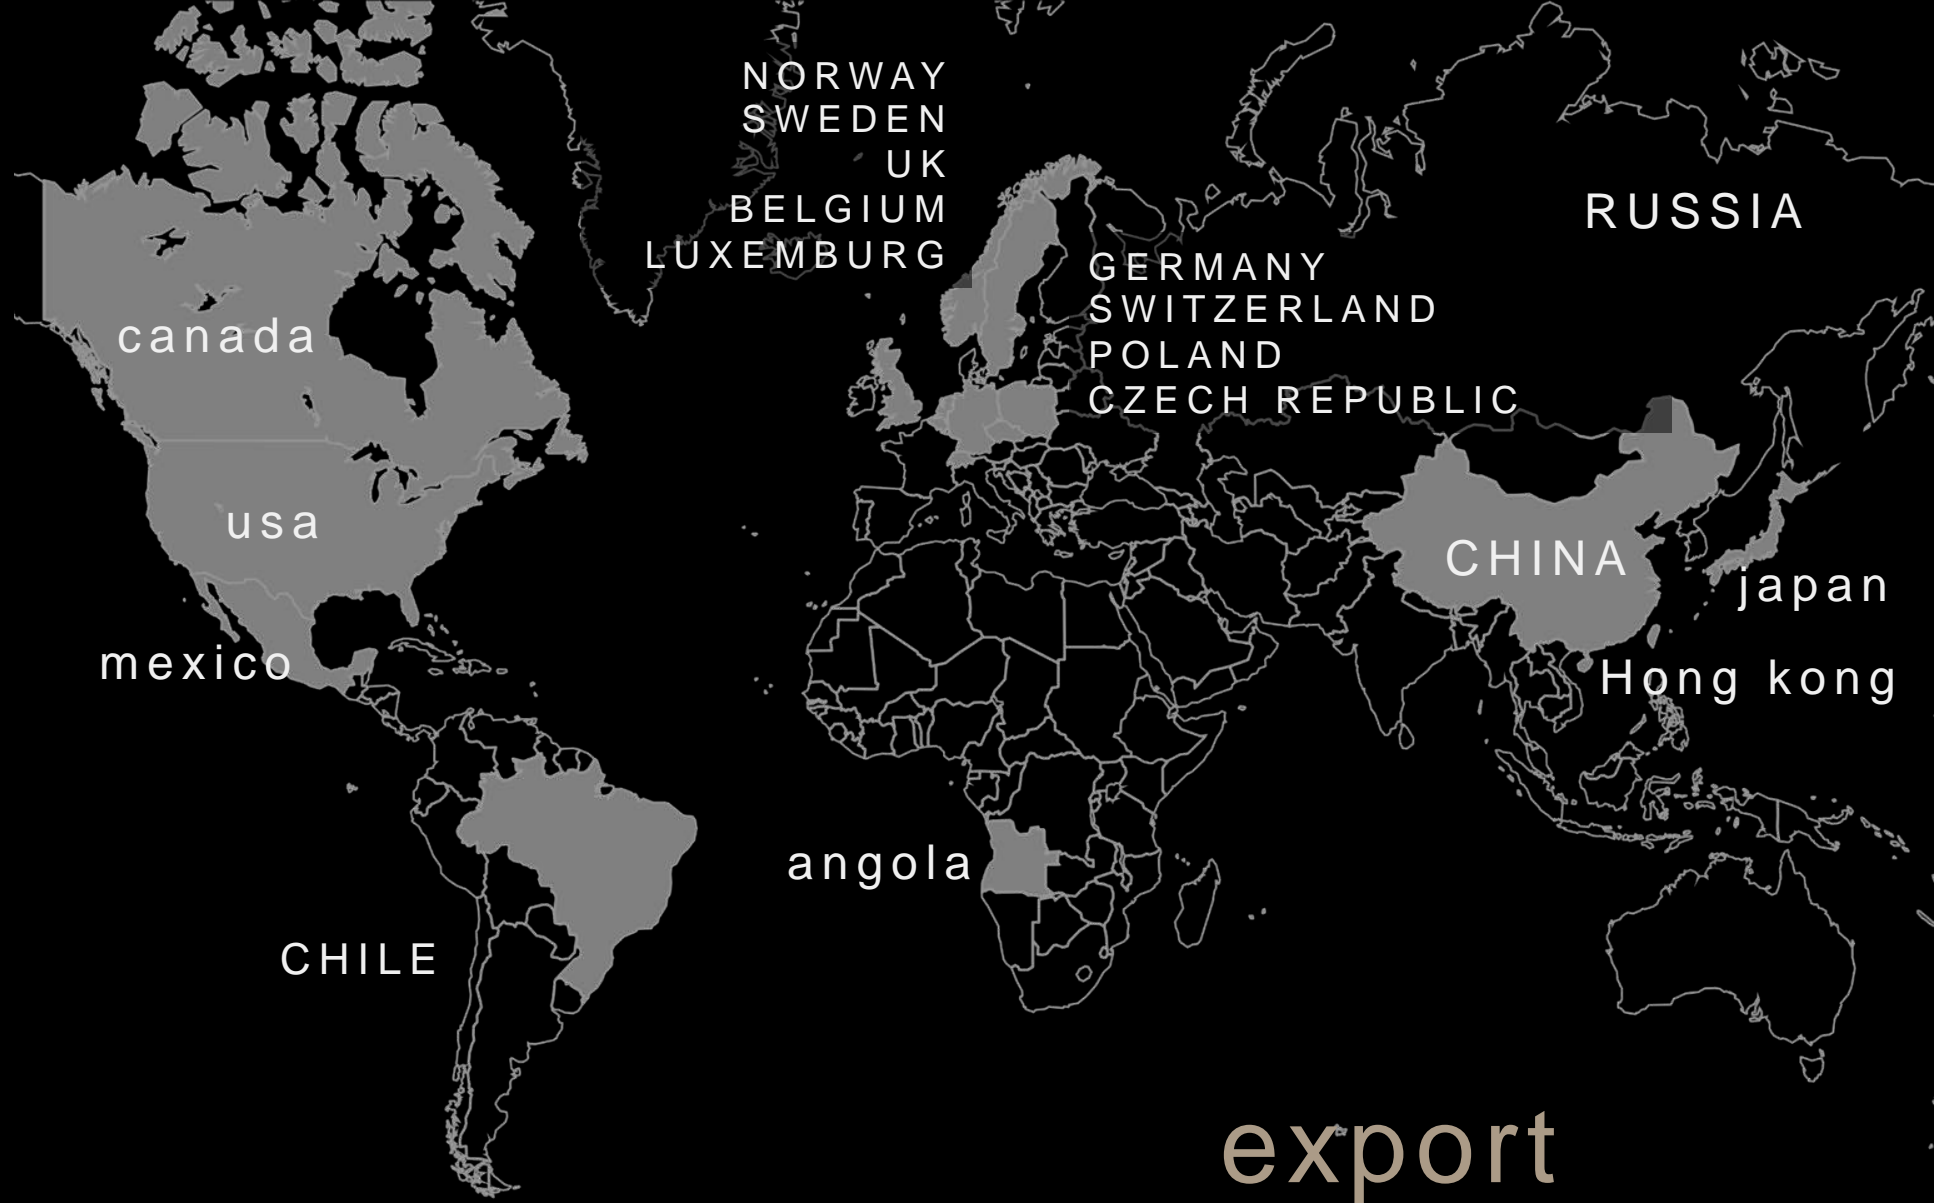 NORWAY
SWEDEN
UK
BELGIUM
LUXEMBURG
RUSSIA
GERMANY
SWITZERLAND
POLAND
CZECH REPUBLIC
canada
usa
CHINA
japan
mexico
Hong kong
angola
CHILE
export